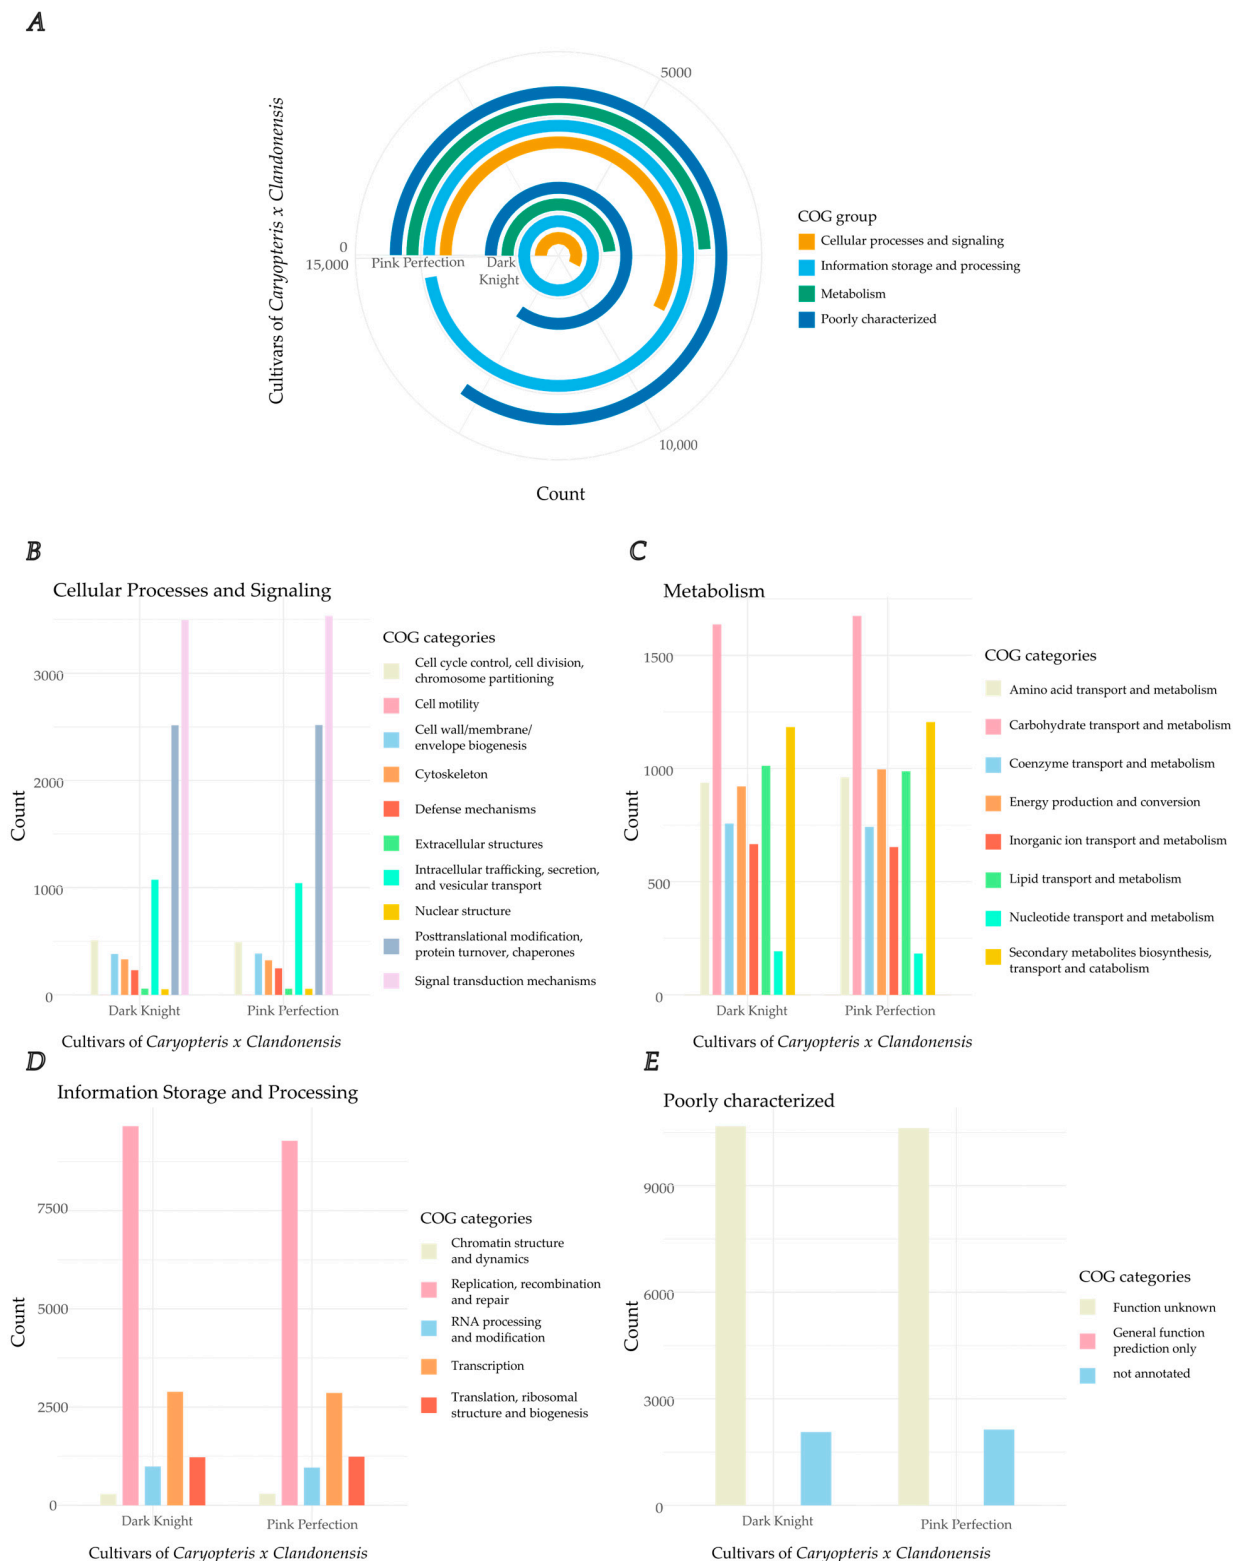 A
5000
0
15,000
Pink Perfection
Dark
Knight
10,000
Cultivars of Caryopteris x Clandonensis
Count
COG group
Cellular processes and signaling
Information storage and processing
Metabolism
Poorly characterized
B
Cellular Processes and Signaling
3000
2000
1000
0
Count
Dark Knight
Pink Perfection
Cultivars of Caryopteris x Clandonensis
COG categories
Cell cycle control, cell division,
chromosome partitioning
Cell motility
Cell wall/membrane/
envelope biogenesis
Cytoskeleton
Defense mechanisms
Extracellular structures
Intracellular trafficking, secretion,
and vesicular transport
Nuclear structure
Posttranslational modification,
protein turnover, chaperones
Signal transduction mechanisms
C
Metabolism
1500
1000
500
0
Count
Dark Knight
Pink Perfection
Cultivars of Caryopteris x Clandonensis
COG categories
Amino acid transport and metabolism
Carbohydrate transport and metabolism
Coenzyme transport and metabolism
Energy production and conversion
Inorganic ion transport and metabolism
Lipid transport and metabolism
Nucleotide transport and metabolism
Secondary metabolites biosynthesis,
transport and catabolism
D
Information Storage and Processing
7500
5000
2500
0
Count
Dark Knight
Pink Perfection
Cultivars of Caryopteris x Clandonensis
COG categories
Chromatin structure
and dynamics
Replication, recombination
and repair
RNA processing
and modification
Transcription
Translation, ribosomal
structure and biogenesis
E
Poorly characterized
9000
6000
3000
0
Count
Dark Knight
Pink Perfection
Cultivars of Caryopteris x Clandonensis
COG categories
Function unknown
General function
prediction only
not annotated